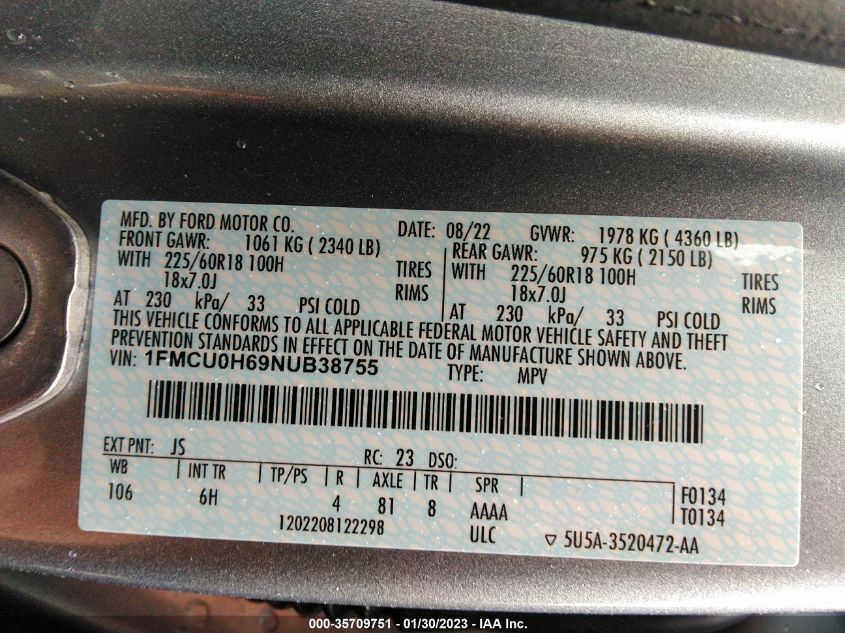 MFD. BY FORD MOTOR CO. DATE: 08/22 GVWR: 1978 KG ( 4360 LB)
FRONT GAWR: 1061 KG ( 2340 LB) REAR GAWR: 975 KG ( 2150 LB)
WITH 225/60R18 100H TIRES WITH 225/60R18 100H TIRES
18x7.0J RIMS 18x7.0J RIMS
AT 230 kPa/ 33 PSI COLD AT 230 kPa/ 33 PSI COLD
THIS VEHICLE CONFORMS TO ALL APPLICABLE FEDERAL MOTOR VEHICLE SAFETY AND THEFT
PREVENTION STANDARDS IN EFFECT ON THE DATE OF MANUFACTURE SHOWN ABOVE.
VIN: 1FMCU0H69NUB38755 TYPE: MPV
EXT PNT: JS RC: 23 DSO:
WB INT TR TP/PS R AXLE TR SPR
106 6H 4 81 8 AAAA F0134
1202208122298 ULC T0134
5U5A-3520472-AA
000-35709751 - 01/30/2023 - IAA Inc.